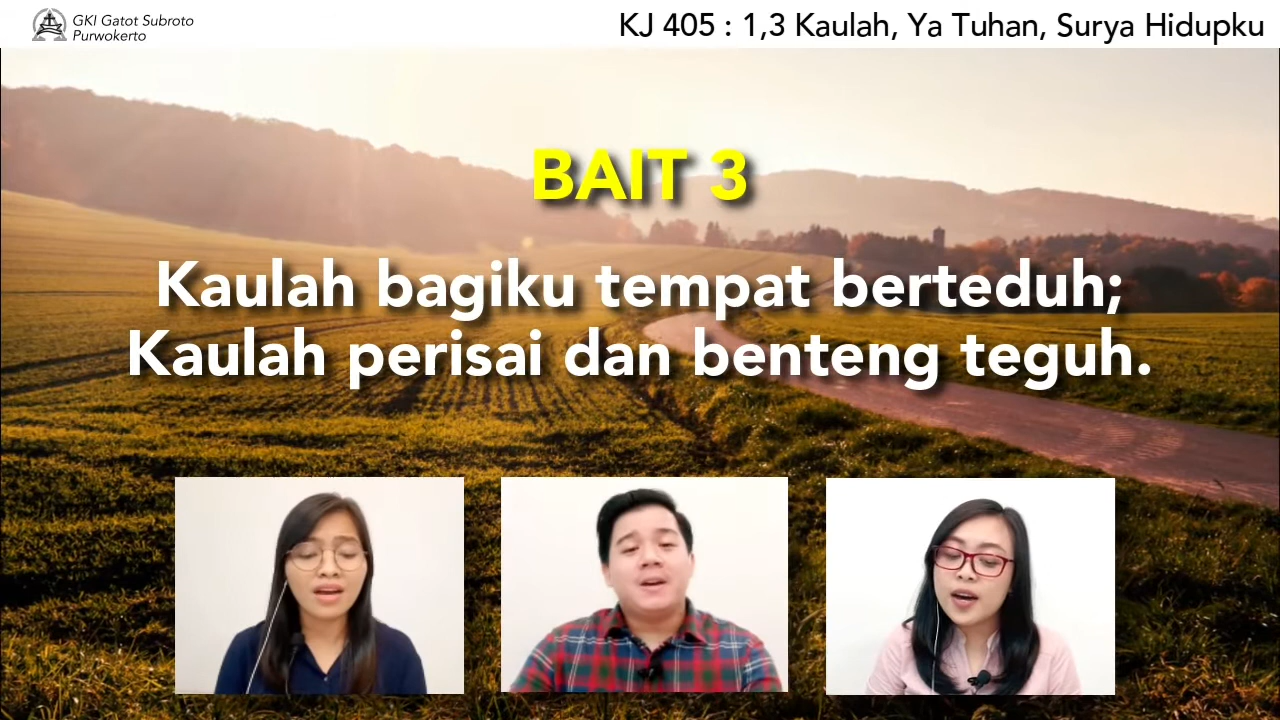 GKI Gatot Subroto
Purwokerto
KJ 405 : 1,3 Kaulah, Ya Tuhan, Surya Hidupku
BAIT 3
Kaulah bagiku tempat berteduh;
Kaulah perisai dan benteng teguh.